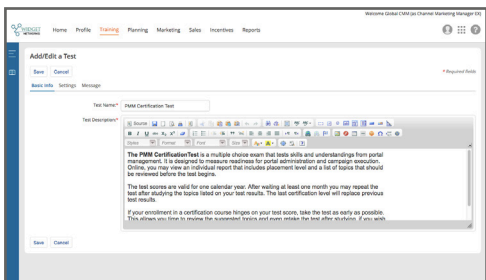 Welcome Global CMM (as Channel Marketing Manager EX)
NSIDGET
NETWORKING
Home Profile Training Planning Marketing Sales Incentives Reports
Add/Edit a Test
Save Cancel
* Required fields
Basic Info Settings Message
Test Name:* PMM Certification Test
Test Description:*
Source
Styles Format Font Size
The PMM CertificationTest is a multiple choice exam that tests skills and understandings from portal
management. It is designed to measure readiness for portal administration and campaign execution.
Online, you may view an individual report that includes placement level and a list of topics that should
be reviewed before the test begins.
The test scores are valid for one calendar year. After waiting at least one month you may repeat the
test after studying the topics listed on your test results. The last certification level will replace previous
test results.
If your enrollment in a certification course hinges on your test score, take the test as early as possible.
This allows you time to review the suggested topics and even retake the test after studying, if you wish
Save Cancel